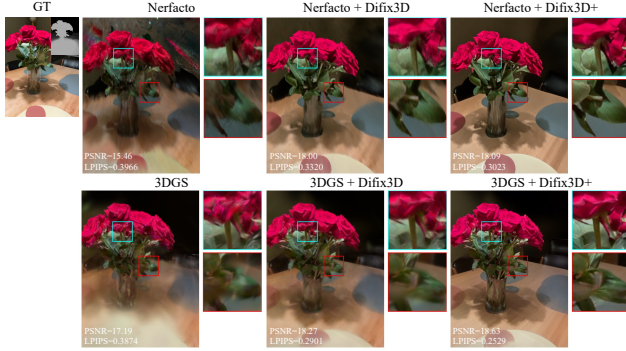 GT
Nerfacto
Nerfacto + Difix3D
Nerfacto + Difix3D+
PSNR=15.46
LPIPS=0.3966
PSNR=18.00
LPIPS=0.3320
PSNR=18.09
LPIPS=0.3023
3DGS
3DGS + Difix3D
3DGS + Difix3D+
PSNR=17.19
LPIPS=0.3874
PSNR=18.27
LPIPS=0.2901
PSNR=18.63
LPIPS=0.2529